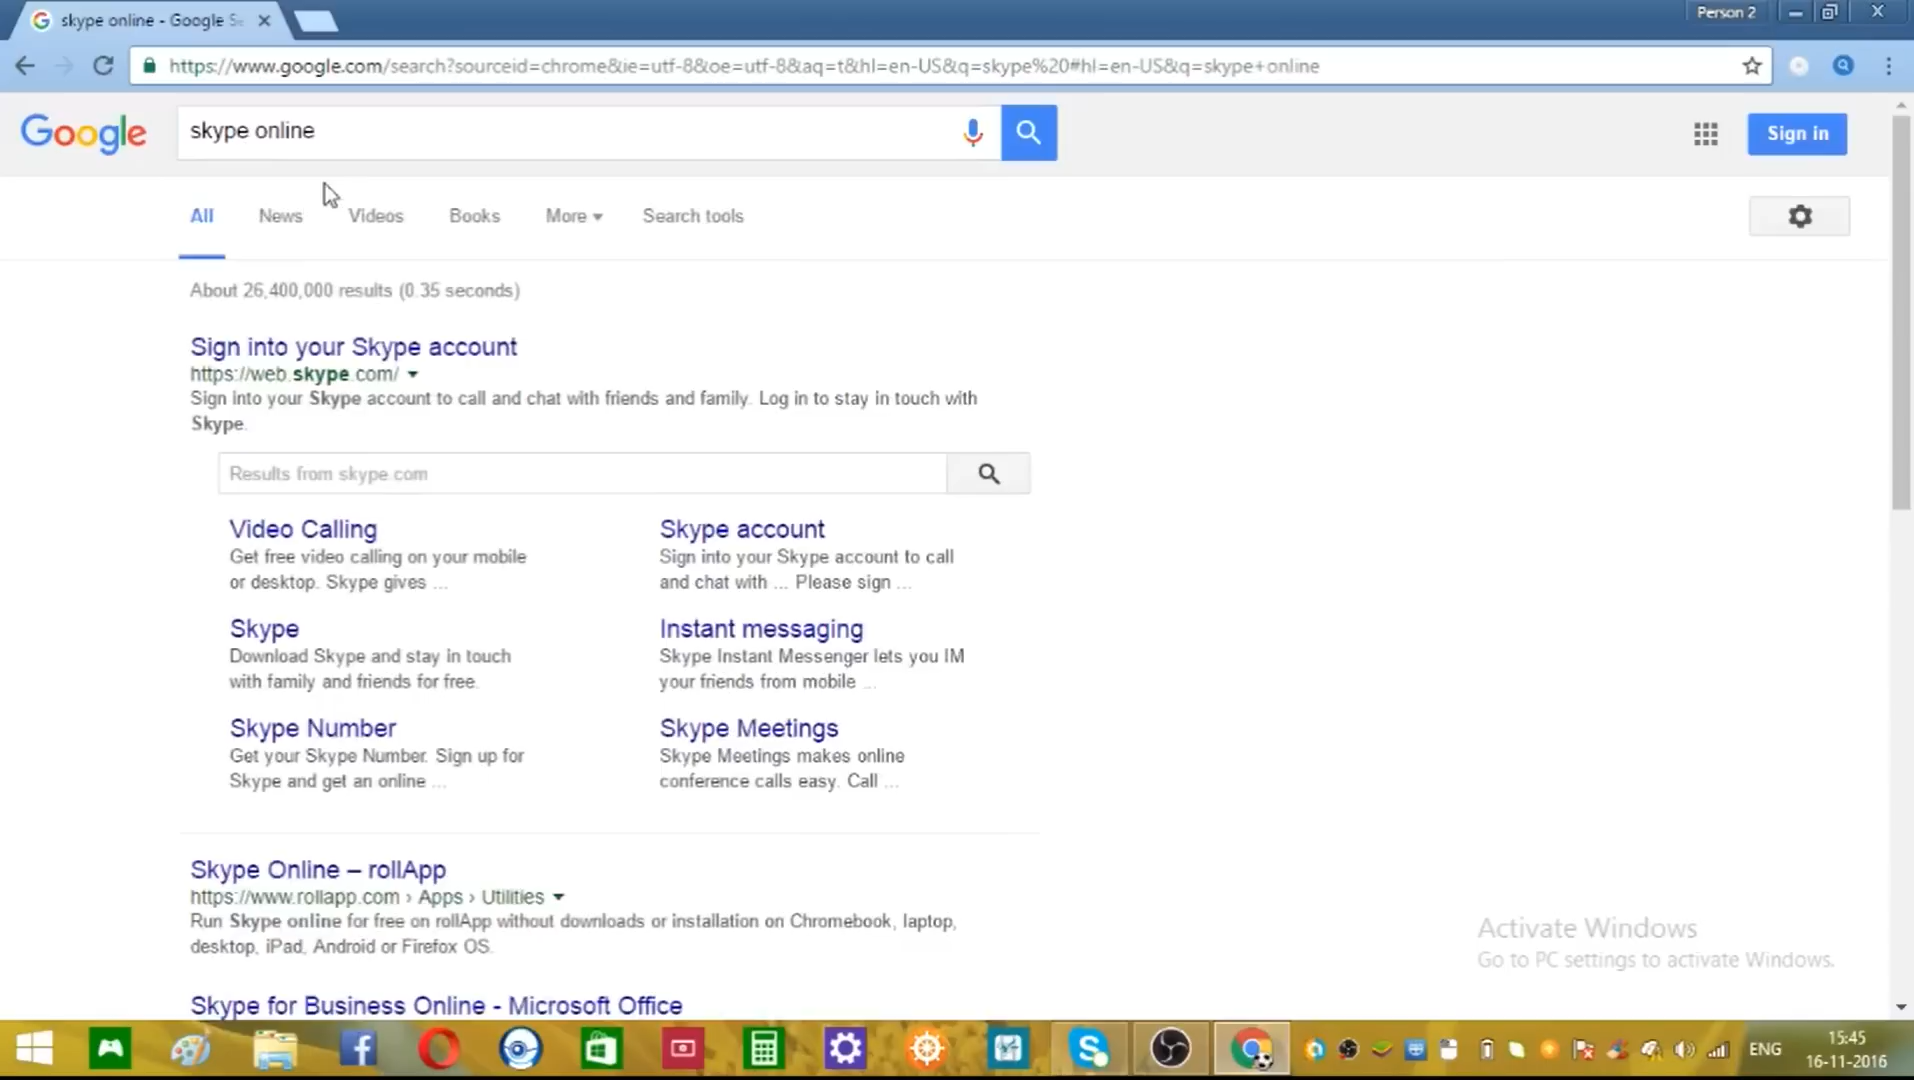 skype online - Google Se
Person 2
https://www.google.com/search?sourceid=chrome&ie=utf-8&oe=utf-8&aq=t&hl=en-US&q=skype%20#hl=en-US&q=skype+online
Google
skype online
Sign in
All News Videos Books More Search tools
About 26,400,000 results (0.35 seconds)
Sign into your Skype account
https://web.skype.com/
Sign into your Skype account to call and chat with friends and family. Log in to stay in touch with
Skype.
Results from skype.com
Video Calling
Get free video calling on your mobile
or desktop. Skype gives ...
Skype account
Sign into your Skype account to call
and chat with ... Please sign ...
Skype
Download Skype and stay in touch
with family and friends for free.
Instant messaging
Skype Instant Messenger lets you IM
your friends from mobile ...
Skype Number
Get your Skype Number. Sign up for
Skype and get an online ...
Skype Meetings
Skype Meetings makes online
conference calls easy. Call ...
Skype Online – rollApp
https://www.rollapp.com › Apps › Utilities
Run Skype online for free on rollApp without downloads or installation on Chromebook, laptop,
desktop, iPad, Android or Firefox OS.
Activate Windows
Go to PC settings to activate Windows.
Skype for Business Online - Microsoft Office
ENG
15:45
16-11-2016